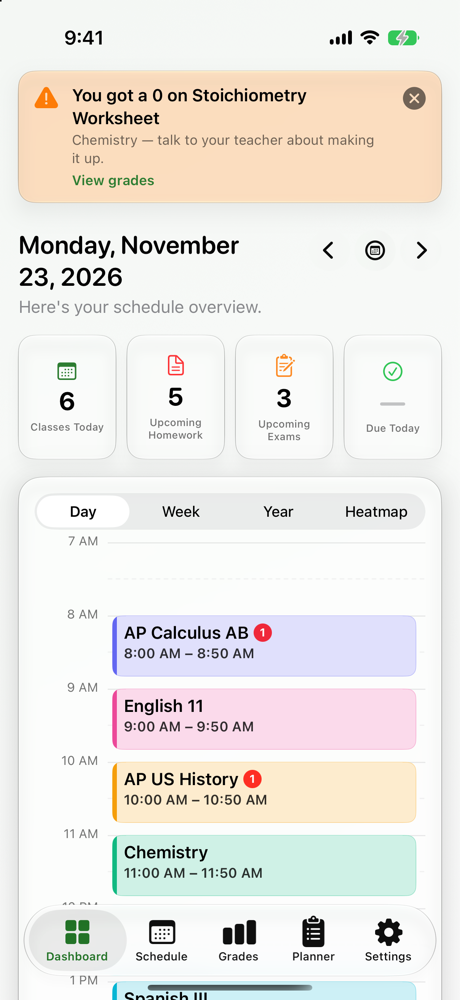 9:41
You got a 0 on Stoichiometry
Worksheet
Chemistry — talk to your teacher about making
it up.
View grades
Monday, November
23, 2026
Here's your schedule overview.
6
Classes Today
5
Upcoming
Homework
3
Upcoming
Exams
—
Due Today
Day Week Year Heatmap
7 AM
8 AM
AP Calculus AB 1
8:00 AM – 8:50 AM
9 AM
English 11
9:00 AM – 9:50 AM
10 AM
AP US History 1
10:00 AM – 10:50 AM
11 AM
Chemistry
11:00 AM – 11:50 AM
Dashboard Schedule Grades Planner Settings
1 PM
Spanish III